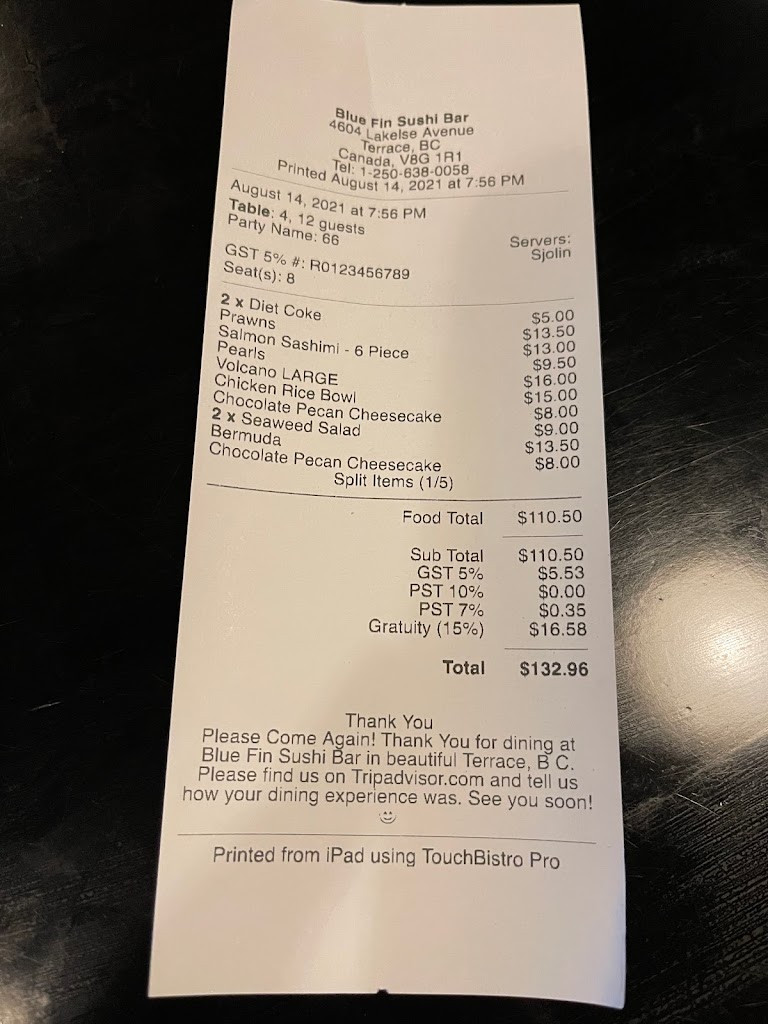 Blue Fin Sushi Bar
4604 Lakelse Avenue
Terrace, BC
Canada, V8G 1R1
Tel: 1-250-638-0058
Printed August 14, 2021 at 7:56 PM
August 14, 2021 at 7:56 PM
Table: 4, 12 guests
Party Name: 66
Servers:
Sjolin
GST 5% #: R0123456789
Seat(s): 8
2 x Diet Coke $5.00
Prawns $13.50
Salmon Sashimi - 6 Piece $13.00
Pearls $9.50
Volcano LARGE $16.00
Chicken Rice Bowl $15.00
Chocolate Pecan Cheesecake $8.00
2 x Seaweed Salad $9.00
Bermuda $13.50
Chocolate Pecan Cheesecake $8.00
Split Items (1/5)
Food Total $110.50
Sub Total $110.50
GST 5% $5.53
PST 10% $0.00
PST 7% $0.35
Gratuity (15%) $16.58
Total $132.96
Thank You
Please Come Again! Thank You for dining at
Blue Fin Sushi Bar in beautiful Terrace, B C.
Please find us on Tripadvisor.com and tell us
how your dining experience was. See you soon!
Printed from iPad using TouchBistro Pro